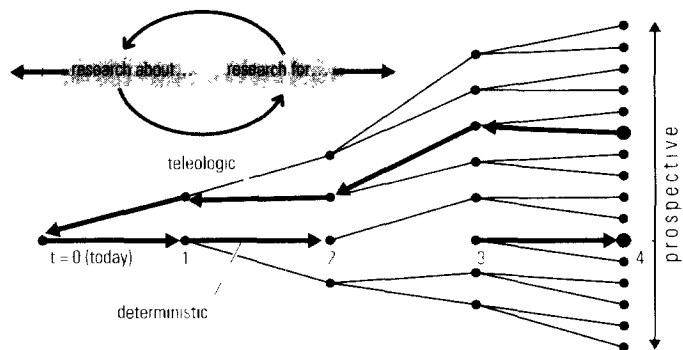 research about... research for...
teleologic
t = 0 (today) 1 2 3 4
deterministic
prospective